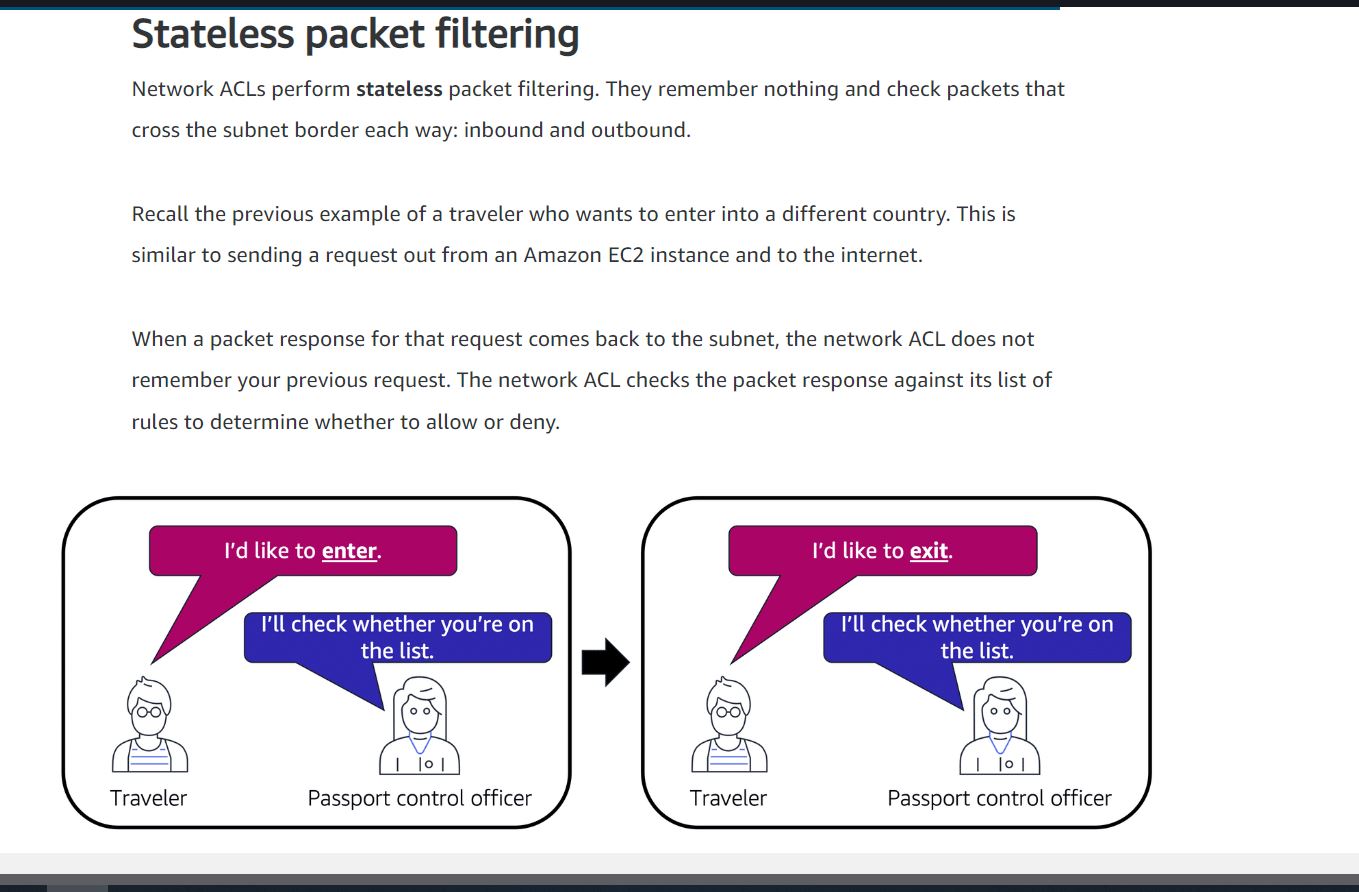 Stateless packet filtering
Network ACLs perform stateless packet filtering. They remember nothing and check packets that
cross the subnet border each way: inbound and outbound.
Recall the previous example of a traveler who wants to enter into a different country. This is
similar to sending a request out from an Amazon EC2 instance and to the internet.
When a packet response for that request comes back to the subnet, the network ACL does not
remember your previous request. The network ACL checks the packet response against its list of
rules to determine whether to allow or deny.
I'd like to enter.
I'll check whether you're on
the list.
Traveler
Passport control officer
I'd like to exit.
I'll check whether you're on
the list.
Traveler
Passport control officer